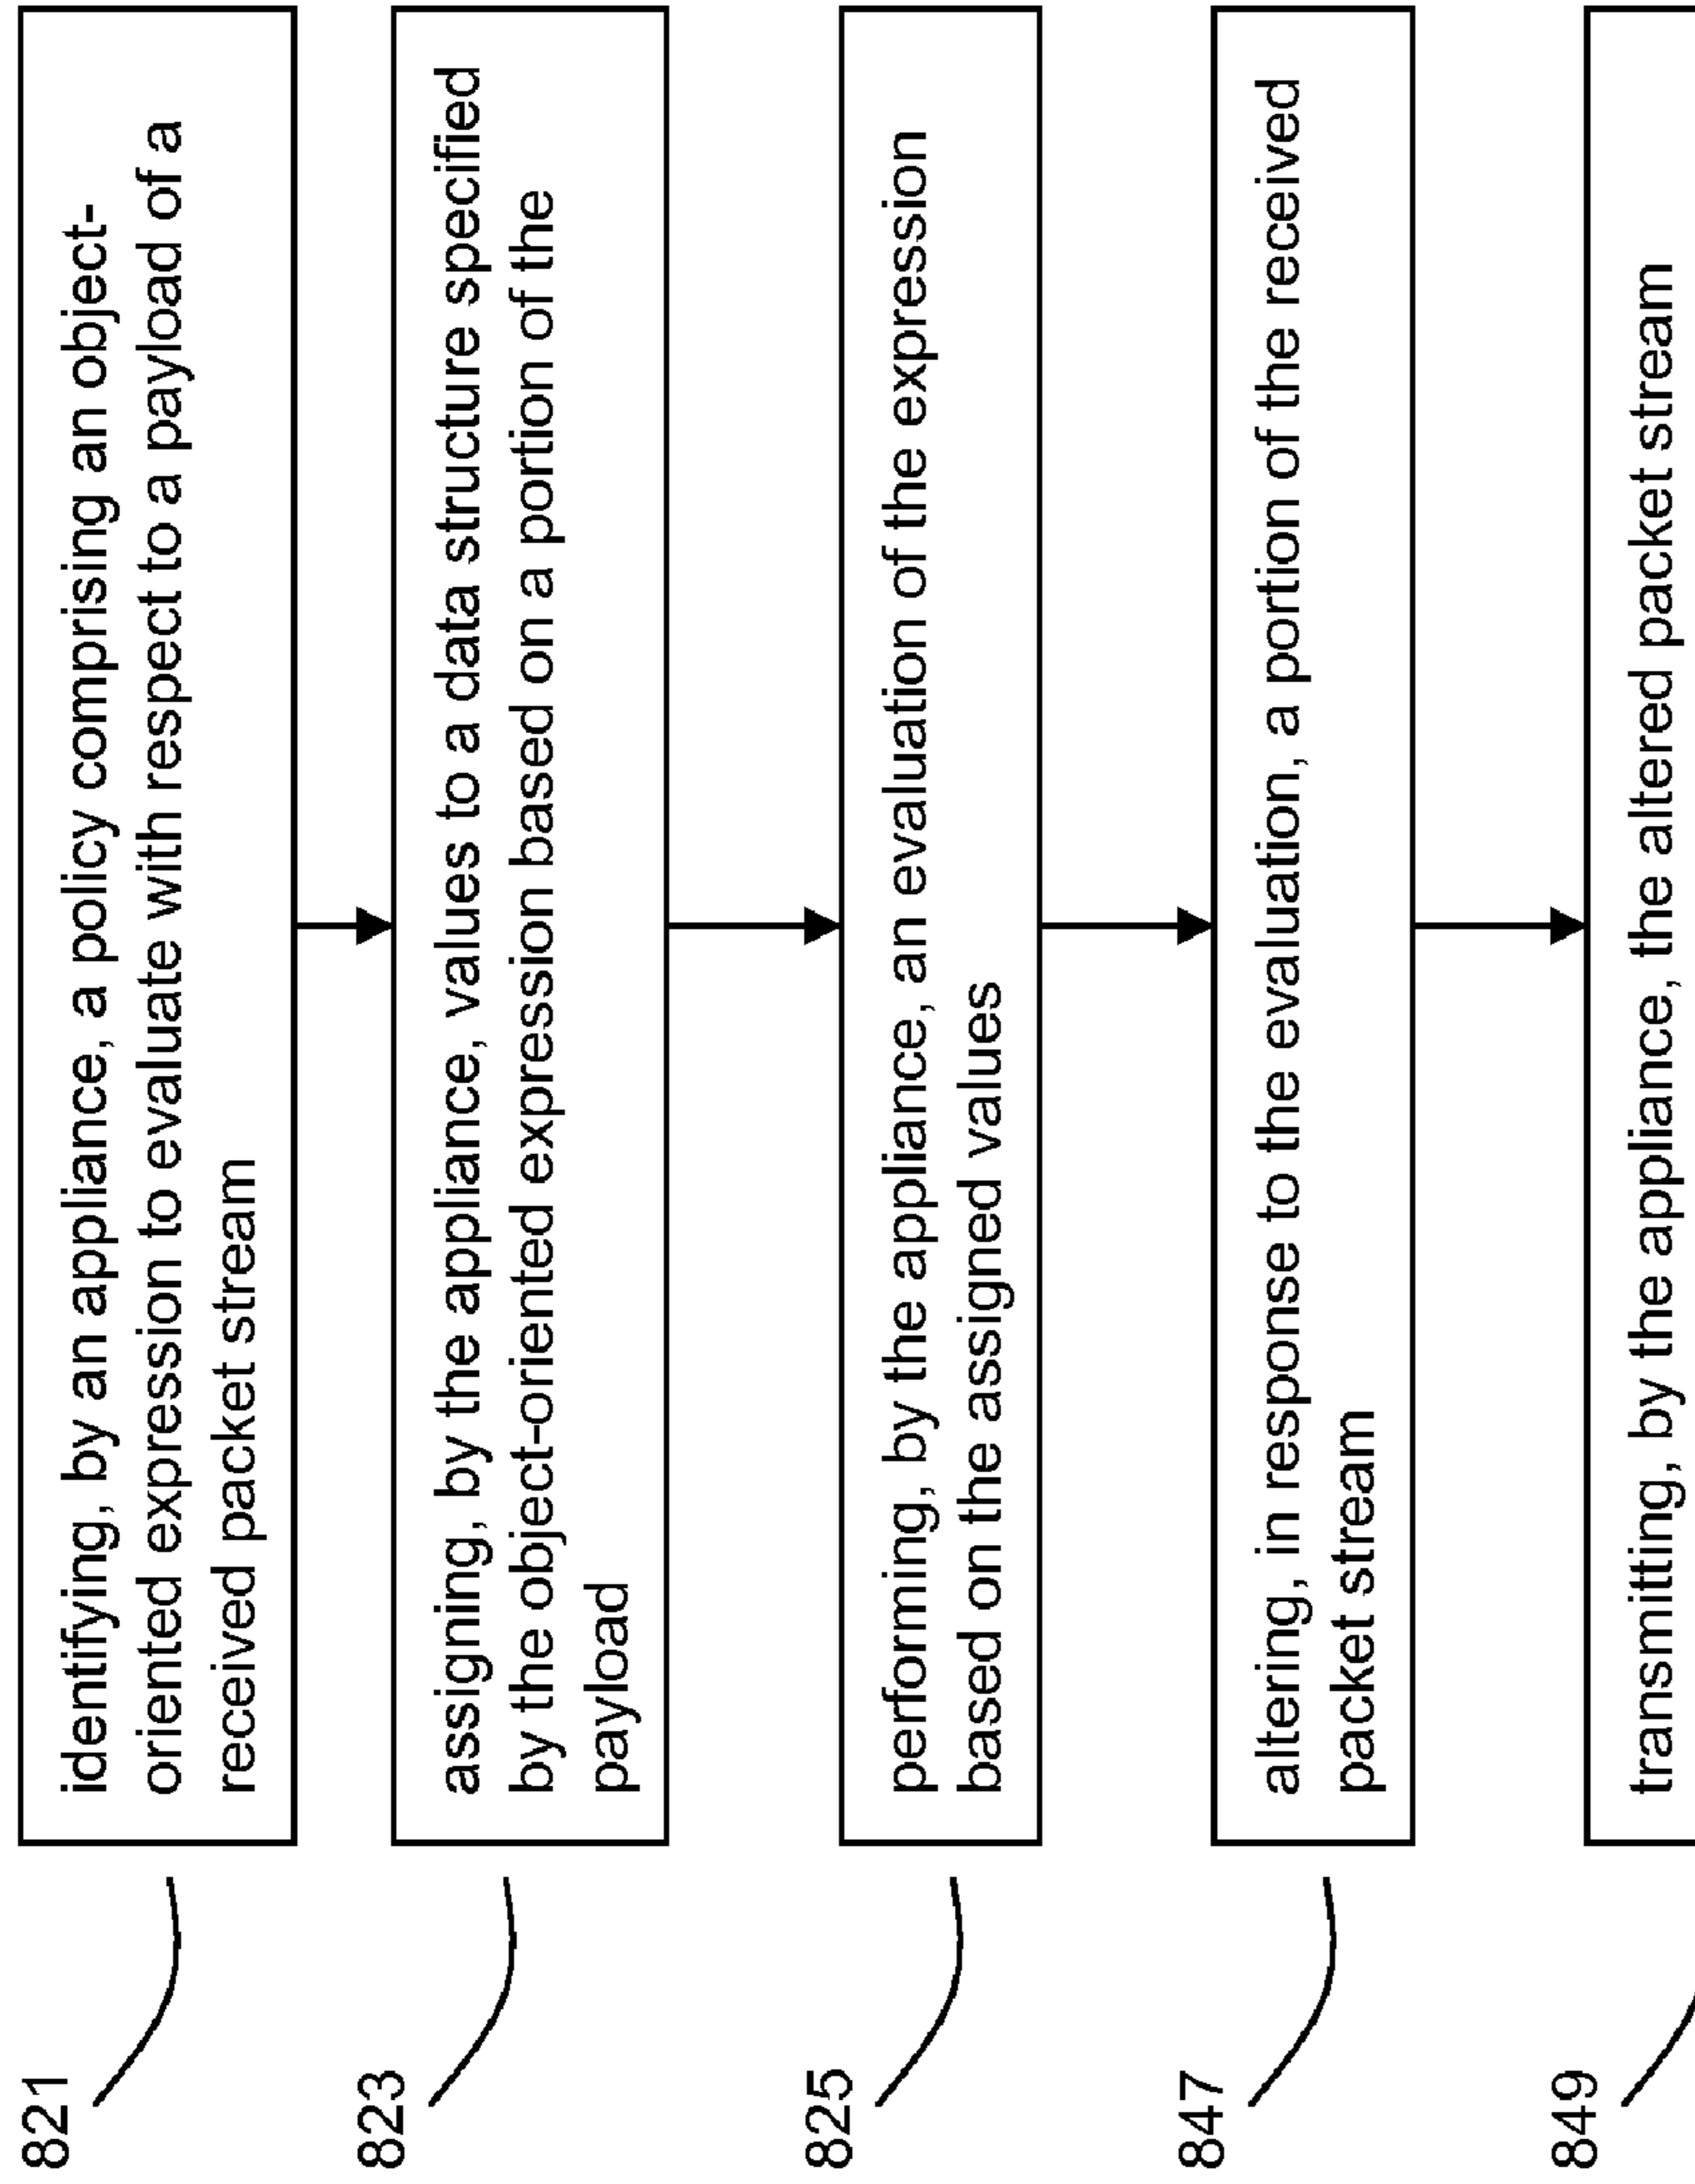 821
identifying, by an appliance, a policy comprising an object-
oriented expression to evaluate with respect to a payload of a
received packet stream
823
assigning, by the appliance, values to a data structure specified
by the object-oriented expression based on a portion of the
payload
825
performing, by the appliance, an evaluation of the expression
based on the assigned values
847
altering, in response to the evaluation, a portion of the received
packet stream
849
transmitting, by the appliance, the altered packet stream